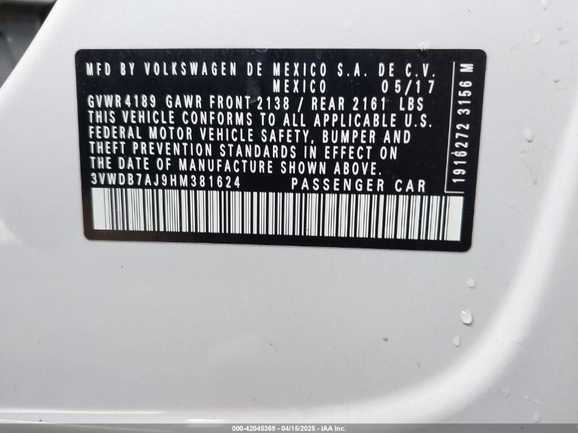 MFD BY VOLKSWAGEN DE MEXICO S.A. DE C.V.
MEXICO 05/17
GVWR4189 GAWR FRONT 2138 / REAR 2161 LBS
THIS VEHICLE CONFORMS TO ALL APPLICABLE U.S.
FEDERAL MOTOR VEHICLE SAFETY, BUMPER AND
THEFT PREVENTION STANDARDS IN EFFECT ON
THE DATE OF MANUFACTURE SHOWN ABOVE.
3VWDB7AJ9HM381624 PASSENGER CAR
1916272 3156 M
000-42045265 - 04/15/2025 - IAA Inc.